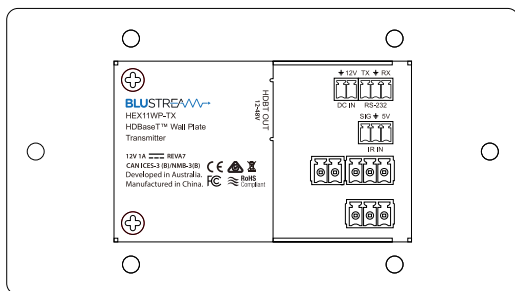 BLUSTREAM
HEX11WP-TX
HDBaseT™ Wall Plate
Transmitter
12V 1A REVA7
CAN ICES-3 (B)/NMB-3(B)
Developed in Australia.
Manufactured in China.
CE
FC
RoHS
Compliant
HDBT OUT
12-48V
12V TX RX
DC IN RS-232
SIG 5V
IR IN